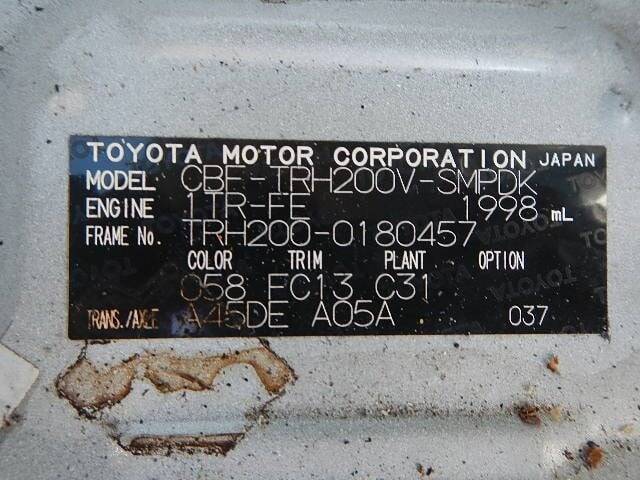 TOYOTA MOTOR CORPORATION JAPAN
MODEL CBF-TRH200V-SMPDK
ENGINE 1TR-FE 1998 mL
FRAME No. TRH200-0180457
COLOR TRIM PLANT OPTION
058 FC13 C31
TRANS./AXLE A45DE A05A 037